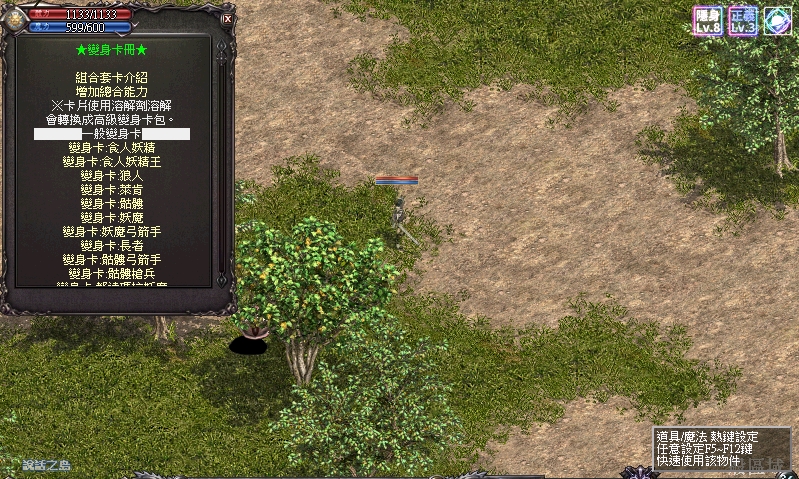 體力 1133/1133
魔力 599/600
★變身卡冊★
組合套卡介紹
增加總合能力
※卡片使用溶解劑溶解
會轉換成高級變身卡包。
一般變身卡
變身卡:食人妖精
變身卡:食人妖精王
變身卡:狼人
變身卡:萊肯
變身卡:骷髏
變身卡:妖魔
變身卡:妖魔弓箭手
變身卡:長者
變身卡:骷髏弓箭手
變身卡:骷髏槍兵
隱身 正義
Lv.8 Lv.3
說話之島
道具/魔法 熱鍵設定
任意設定F5~F12鍵
快速使用該物件